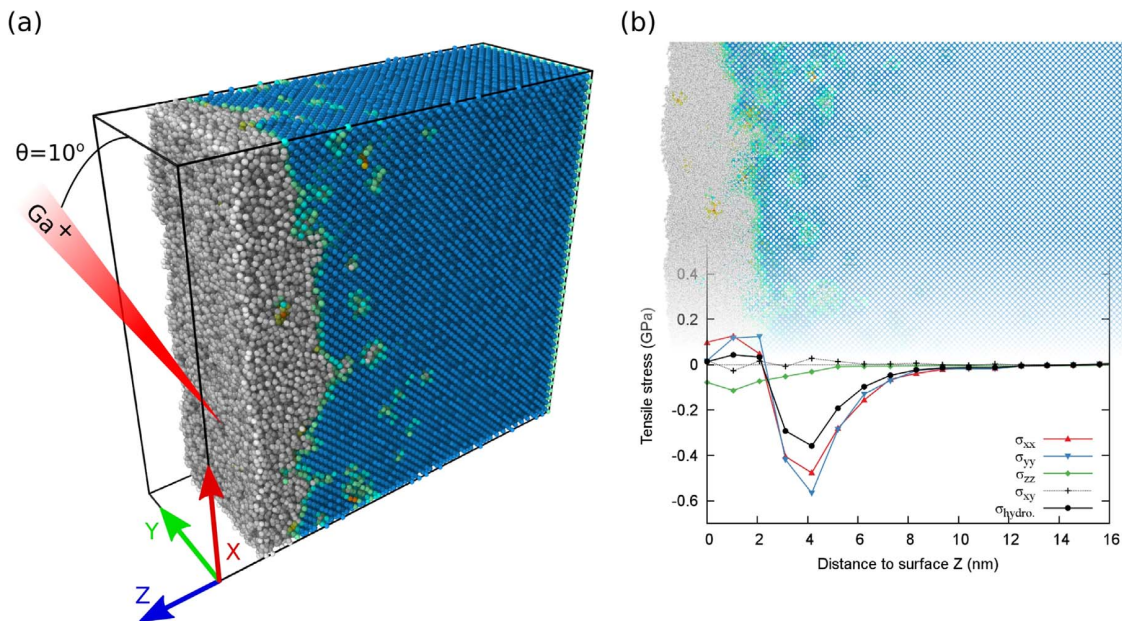 (a)
θ=10°
Ga +
Y
X
Z
(b)
0.4
0.2
0
-0.2
-0.4
-0.6
Tensile stress (GPa)
σxx
σyy
σzz
σxy
σhydro.
0 2 4 6 8 10 12 14 16
Distance to surface Z (nm)